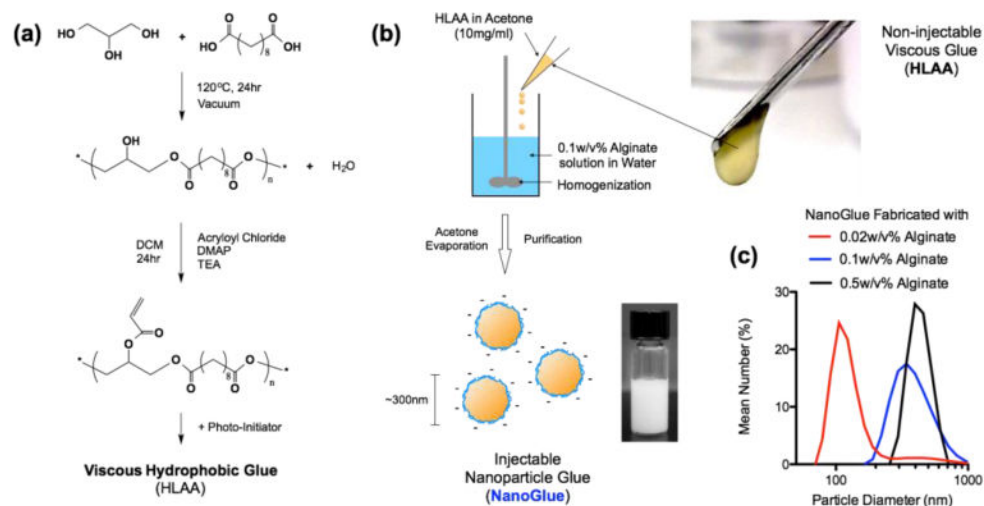 (a)
HO
OH
OH
+
O
O
HO
OH
8
120°C, 24hr
Vacuum
OH
*
O
O
O
8
O
n
*
+ H₂O
DCM
24hr
Acryloyl Chloride
DMAP
TEA
O
O
*
O
O
O
8
O
n
*
+ Photo-Initiator
Viscous Hydrophobic Glue
(HLAA)
(b)
HLAA in Acetone
(10mg/ml)
0.1w/v% Alginate
solution in Water
Homogenization
Acetone
Evaporation
Purification
~300nm
Injectable
Nanoparticle Glue
(NanoGlue)
Non-injectable
Viscous Glue
(HLAA)
NanoGlue Fabricated with
0.02w/v% Alginate
0.1w/v% Alginate
0.5w/v% Alginate
(c)
Mean Number (%)
30
20
10
0
100
1000
Particle Diameter (nm)